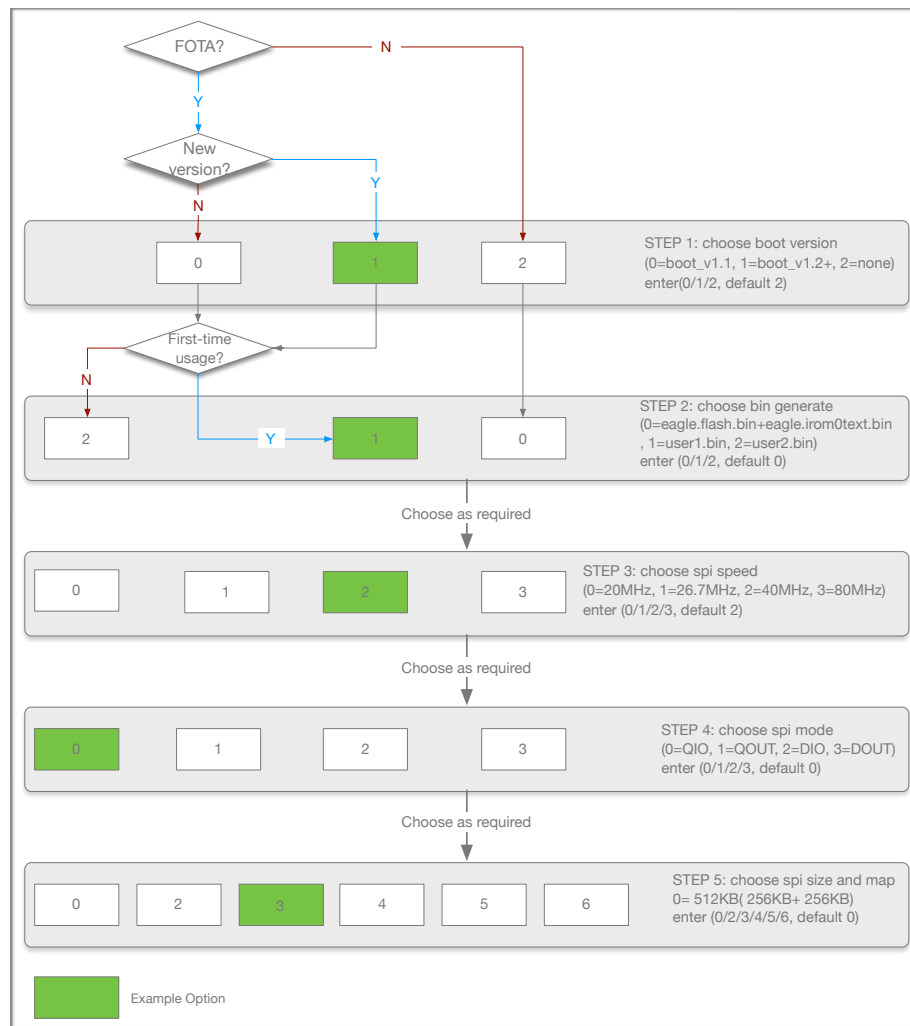 FOTA?
N
Y
New
version?
Y
N
STEP 1: choose boot version
(0=boot_v1.1, 1=boot_v1.2+, 2=none)
enter(0/1/2, default 2)
0
1
2
First-time
usage?
N
Y
STEP 2: choose bin generate
(0=eagle.flash.bin+eagle.irom0text.bin
, 1=user1.bin, 2=user2.bin)
enter (0/1/2, default 0)
2
1
0
Choose as required
STEP 3: choose spi speed
(0=20MHz, 1=26.7MHz, 2=40MHz, 3=80MHz)
enter (0/1/2/3, default 2)
0
1
2
3
Choose as required
STEP 4: choose spi mode
(0=QIO, 1=QOUT, 2=DIO, 3=DOUT)
enter (0/1/2/3, default 0)
0
1
2
3
Choose as required
STEP 5: choose spi size and map
0= 512KB( 256KB+ 256KB)
enter (0/2/3/4/5/6, default 0)
0
2
3
4
5
6
Example Option